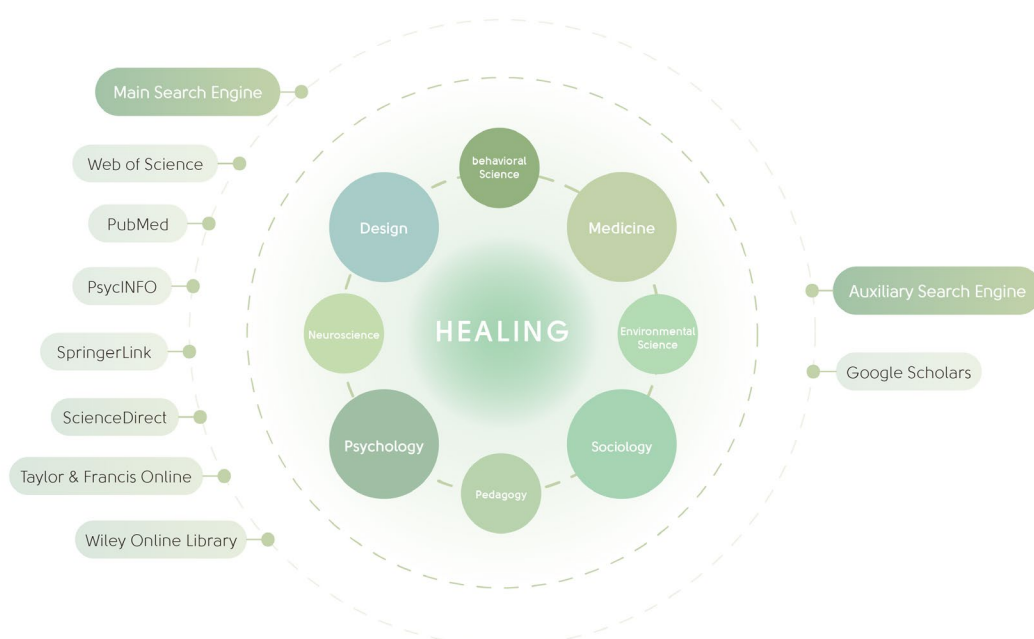 Main Search Engine
Web of Science
PubMed
PsycINFO
SpringerLink
ScienceDirect
Taylor & Francis Online
Wiley Online Library
behavioral
Science
Design
Medicine
Neuroscience
HEALING
Environmental
Science
Psychology
Sociology
Pedagogy
Auxiliary Search Engine
Google Scholars